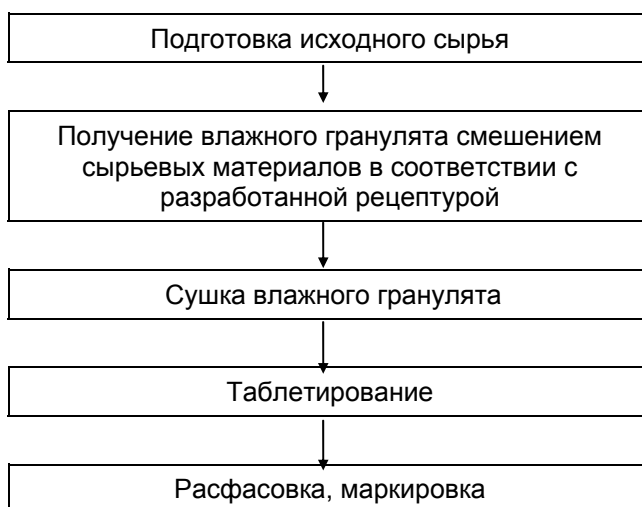 Подготовка исходного сырья
Получение влажного гранулята смешением
сырьевых материалов в соответствии с
разработанной рецептурой
Сушка влажного гранулята
Таблетирование
Расфасовка, маркировка